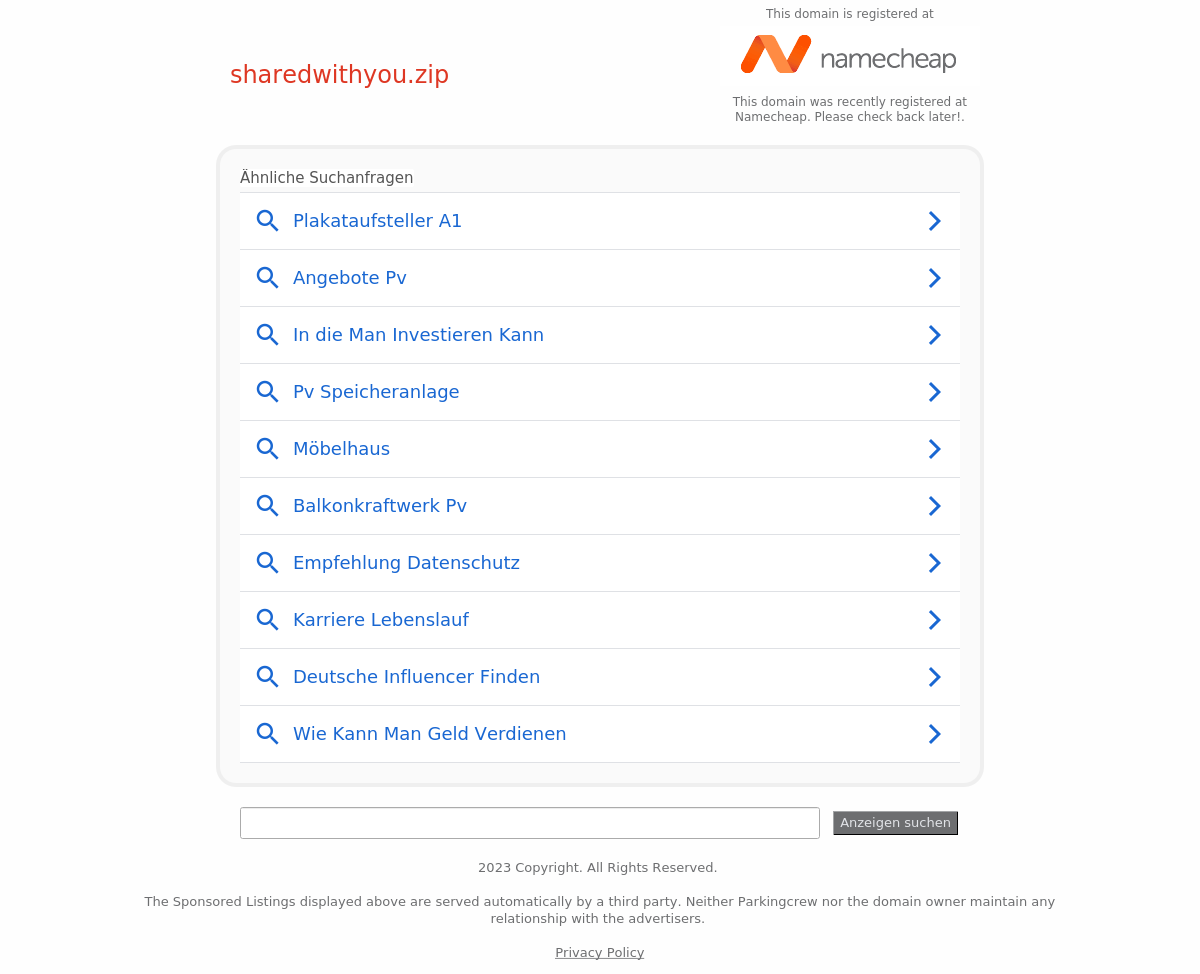 This domain is registered at
namecheap
sharedwithyou.zip
This domain was recently registered at
Namecheap. Please check back later!.
Ähnliche Suchanfragen
Plakataufsteller A1
Angebote Pv
In die Man Investieren Kann
Pv Speicheranlage
Möbelhaus
Balkonkraftwerk Pv
Empfehlung Datenschutz
Karriere Lebenslauf
Deutsche Influencer Finden
Wie Kann Man Geld Verdienen
Anzeigen suchen
2023 Copyright. All Rights Reserved.
The Sponsored Listings displayed above are served automatically by a third party. Neither Parkingcrew nor the domain owner maintain any
relationship with the advertisers.
Privacy Policy